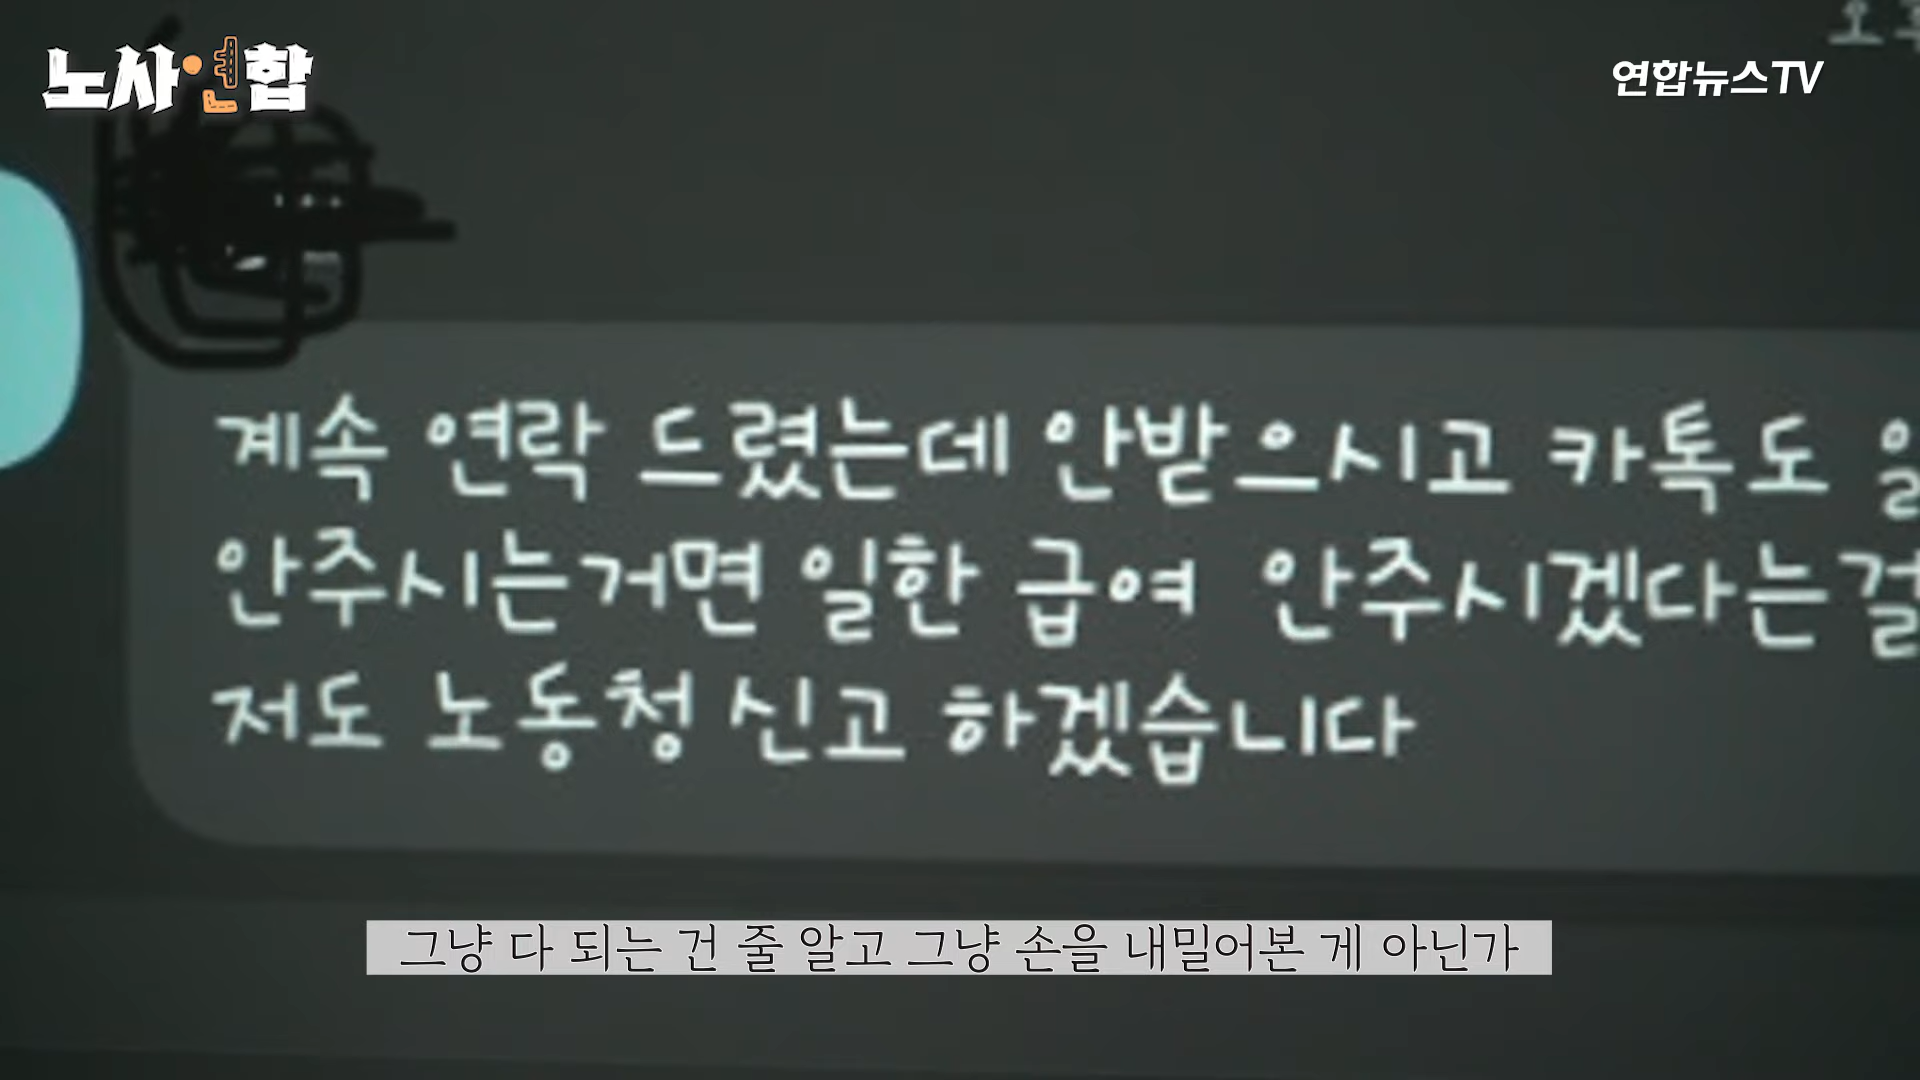 노사연합
연합뉴스TV
계속 연락 드렸는데 안받으시고 카톡도
안주시는거면 일한 급여 안주시겠다는걸
저도 노동청 신고 하겠습니다
그냥 다 되는 건 줄 알고 그냥 손을 내밀어본 게 아닌가